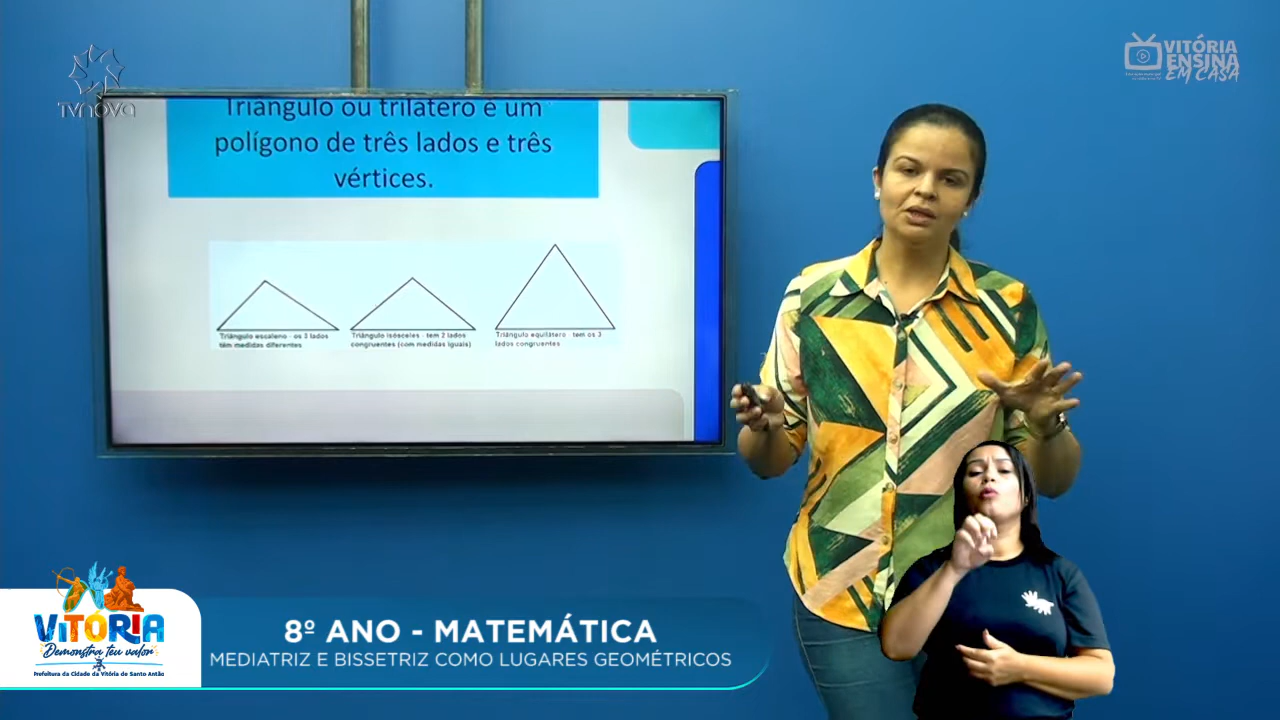 TVNOVA
VITÓRIA
ENSINA
EM CASA
Triângulo ou trilátero é um
polígono de três lados e três
vértices.
Triângulo escaleno - os 3 lados
têm medidas diferentes
Triângulo isósceles - tem 2 lados
congruentes (com medidas iguais)
Triângulo equilátero - tem os 3
lados congruentes
VITÓRIA
Demonstra teu valor
Prefeitura da Cidade da Vitória de Santo Antão
8º ANO - MATEMÁTICA
MEDIATRIZ E BISSETRIZ COMO LUGARES GEOMÉTRICOS